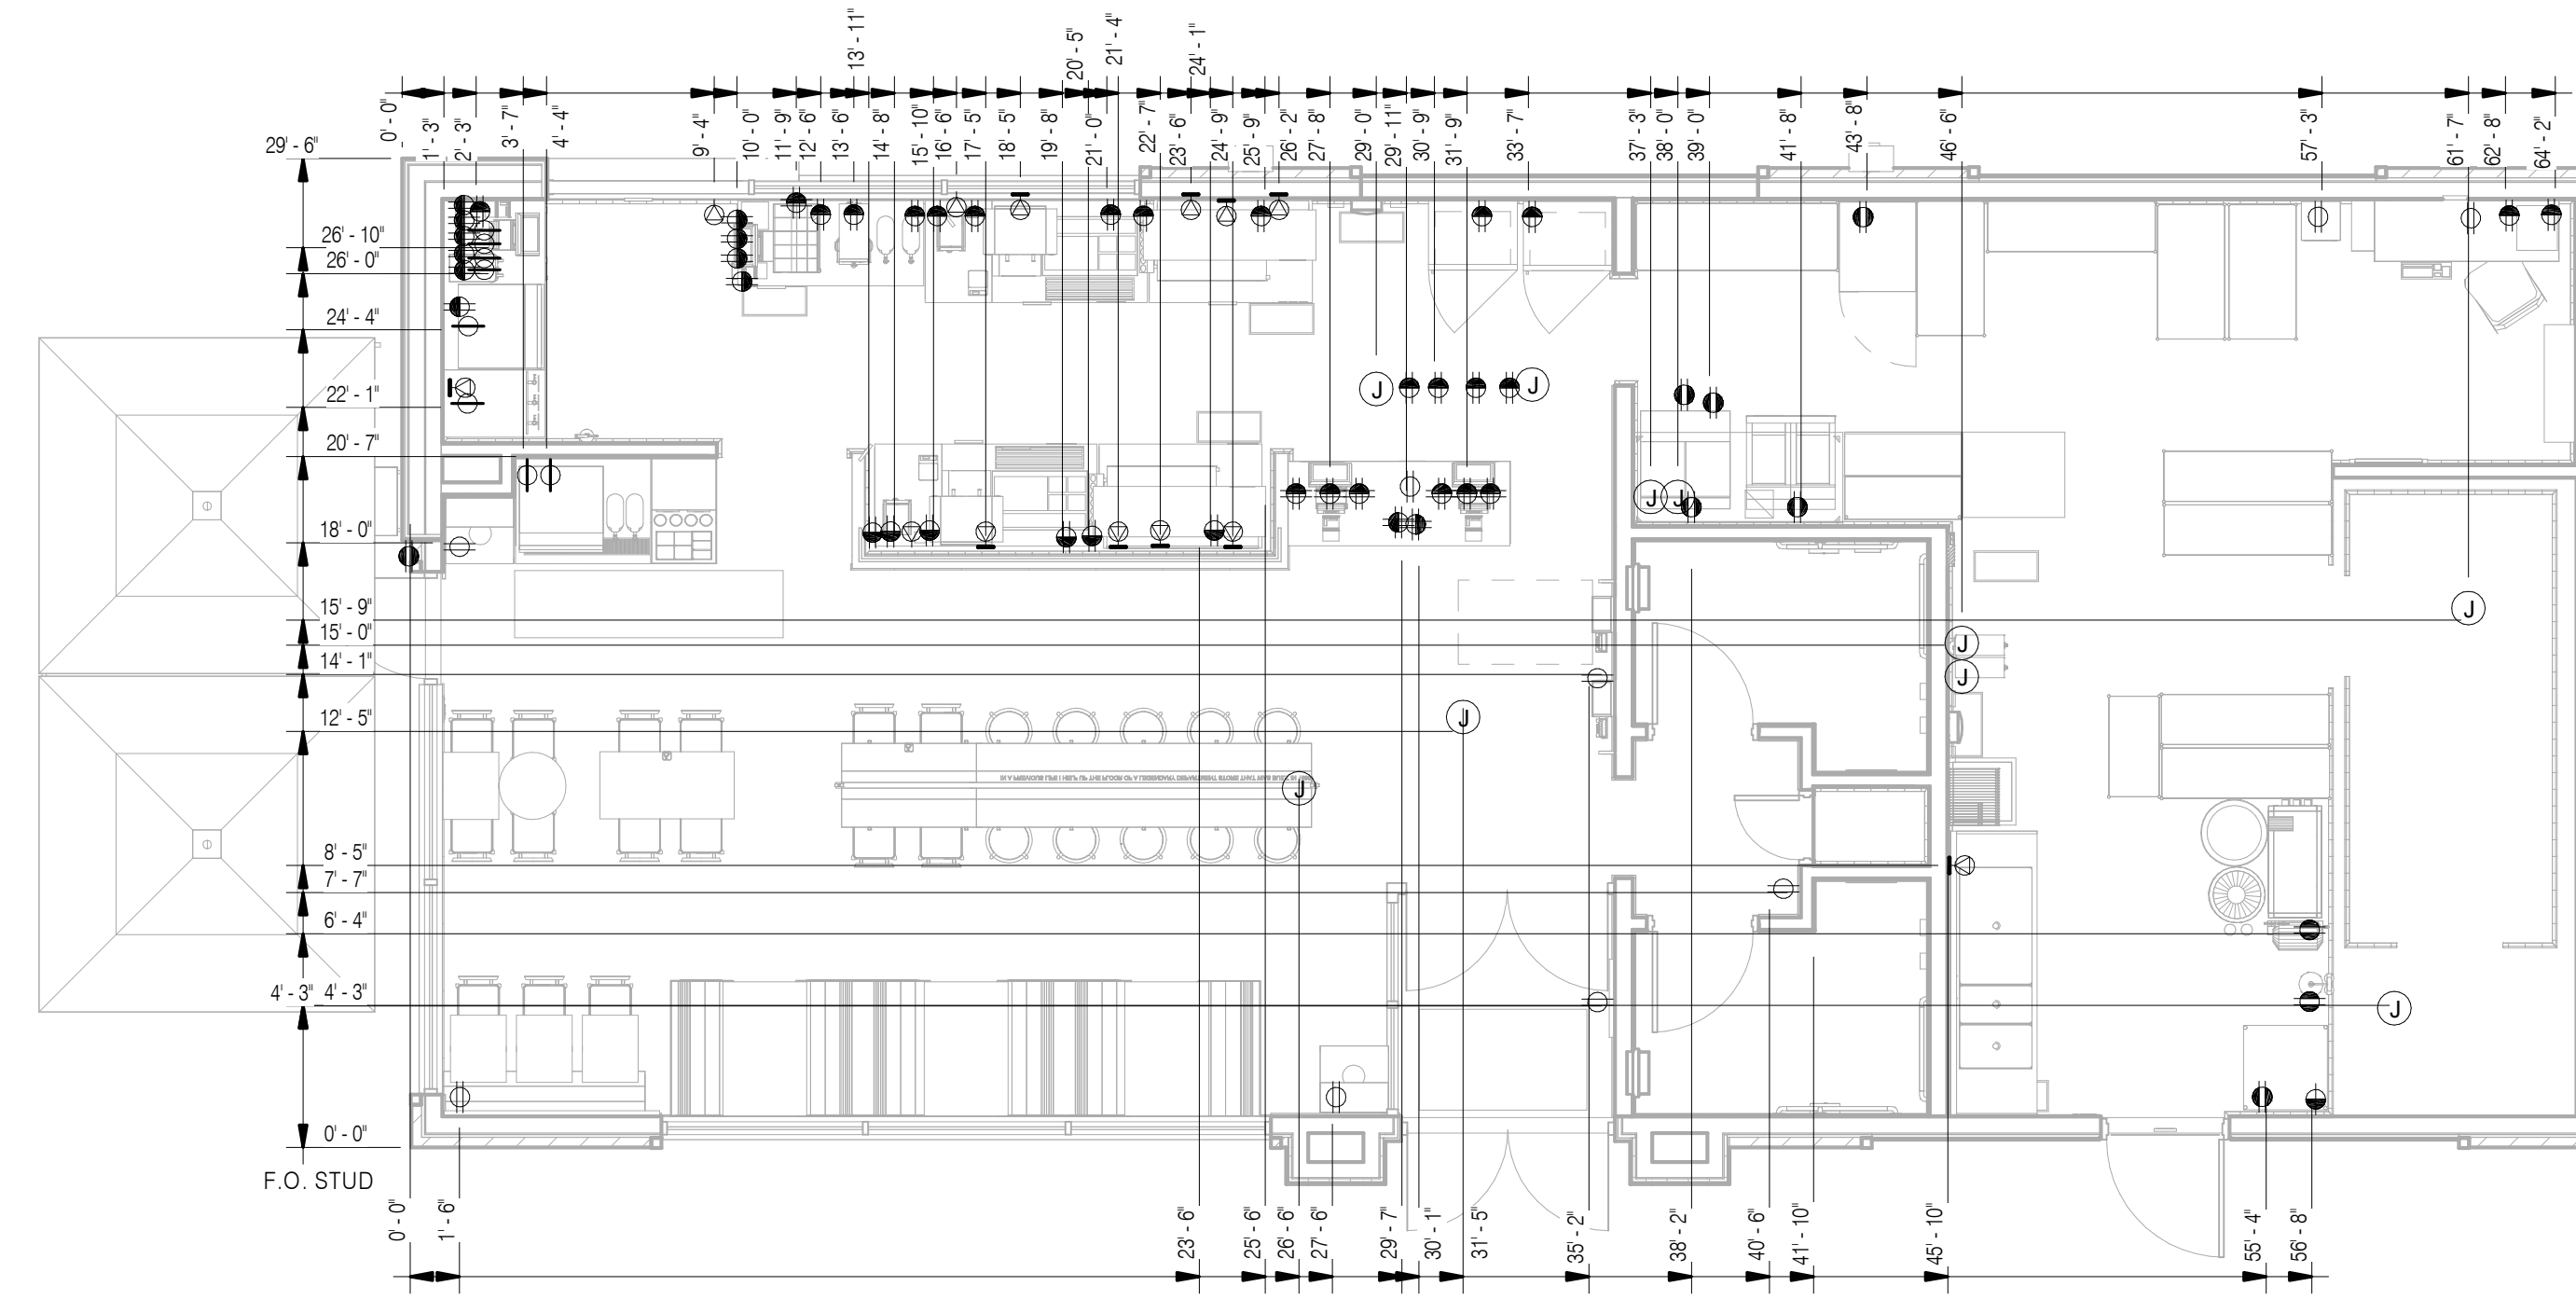 0' - 0"
1' - 3"
2' - 3"
3' - 7"
4' - 4"
9' - 4"
10' - 0"
11' - 9"
12' - 6"
13' - 6"
13' - 11"
14' - 8"
15' - 10"
16' - 6"
17' - 5"
18' - 5"
19' - 8"
20' - 5"
21' - 0"
21' - 4"
22' - 7"
23' - 6"
24' - 1"
24' - 9"
25' - 9"
26' - 2"
27' - 8"
29' - 0"
29' - 11"
30' - 9"
31' - 9"
33' - 7"
37' - 3"
38' - 0"
39' - 0"
41' - 8"
43' - 8"
46' - 6"
57' - 3"
61' - 7"
62' - 8"
64' - 2"
29' - 6"
26' - 10"
26' - 0"
24' - 4"
22' - 1"
20' - 7"
18' - 0"
15' - 9"
15' - 0"
14' - 1"
12' - 5"
8' - 5"
7' - 7"
6' - 4"
4' - 3" 4' - 3"
0' - 0"
F.O. STUD
J
J
J
J
J
J
J
J
J
J
0' - 0"
1' - 6"
23' - 6"
25' - 6"
26' - 6"
27' - 6"
29' - 7"
30' - 1"
31' - 5"
35' - 2"
38' - 2"
40' - 6"
41' - 10"
45' - 10"
55' - 4"
56' - 8"